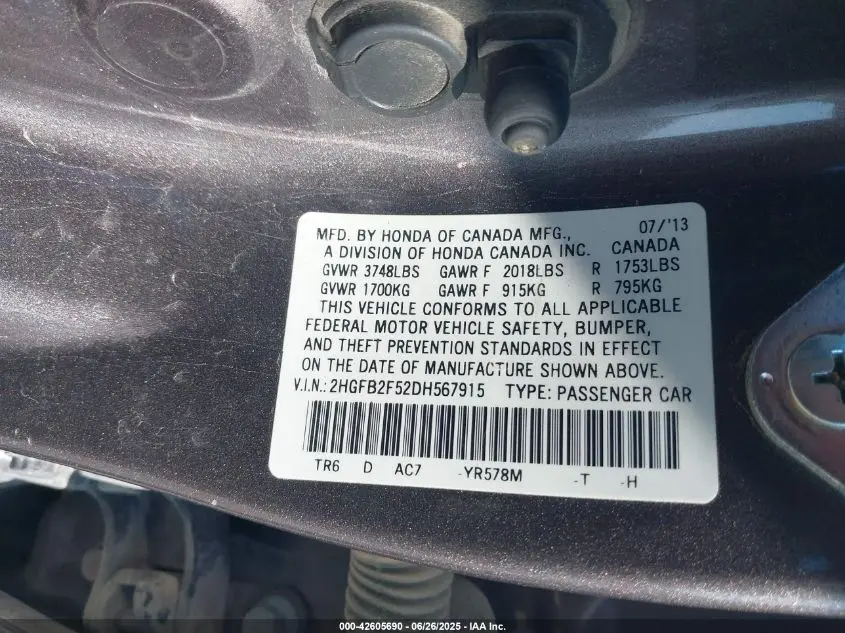 07/'13
MFD. BY HONDA OF CANADA MFG.,
A DIVISION OF HONDA CANADA INC. CANADA
GVWR 3748LBS GAWR F 2018LBS R 1753LBS
GVWR 1700KG GAWR F 915KG R 795KG
THIS VEHICLE CONFORMS TO ALL APPLICABLE
FEDERAL MOTOR VEHICLE SAFETY, BUMPER,
AND THEFT PREVENTION STANDARDS IN EFFECT
ON THE DATE OF MANUFACTURE SHOWN ABOVE.
V.I.N.: 2HGFB2F52DH567915 TYPE: PASSENGER CAR
TR6 D AC7 -YR578M -T -H
000-42605690 - 06/26/2025 - IAA Inc.